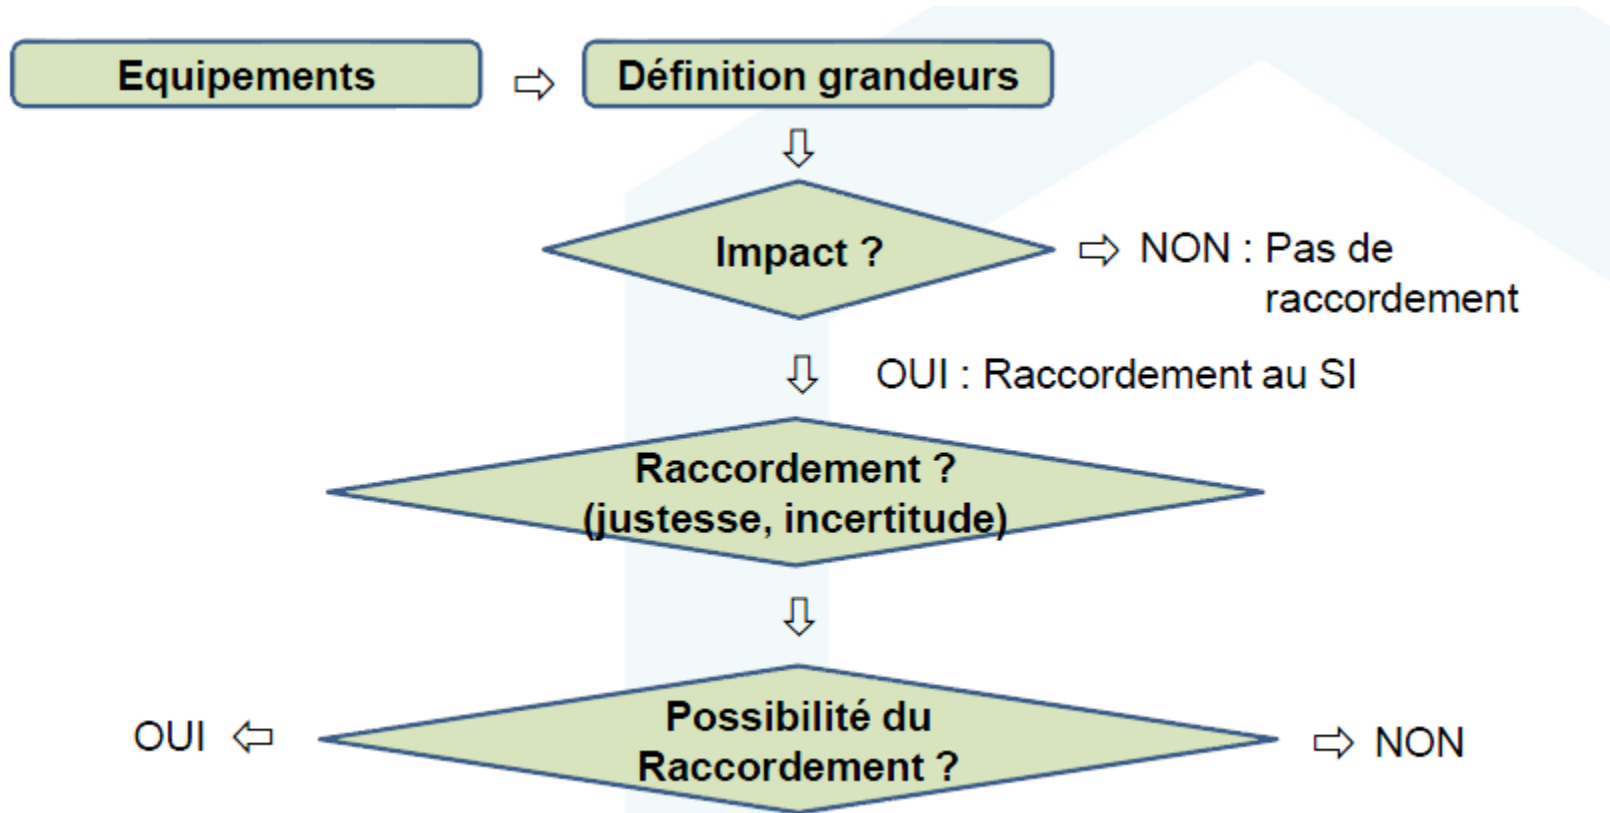 Equipements
Définition grandeurs
Impact ?
NON : Pas de
raccordement
OUI : Raccordement au SI
Raccordement ?
(justesse, incertitude)
OUI
Possibilité du
Raccordement ?
NON